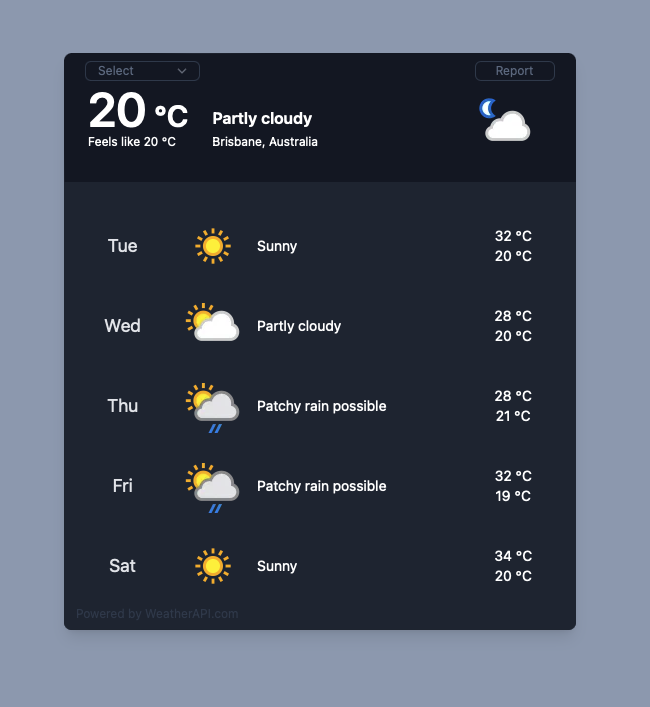 Select
Report
20 °C
Partly cloudy
Feels like 20 °C
Brisbane, Australia
Tue
Sunny
32 °C
20 °C
Wed
Partly cloudy
28 °C
20 °C
Thu
Patchy rain possible
28 °C
21 °C
Fri
Patchy rain possible
32 °C
19 °C
Sat
Sunny
34 °C
20 °C
Powered by WeatherAPI.com